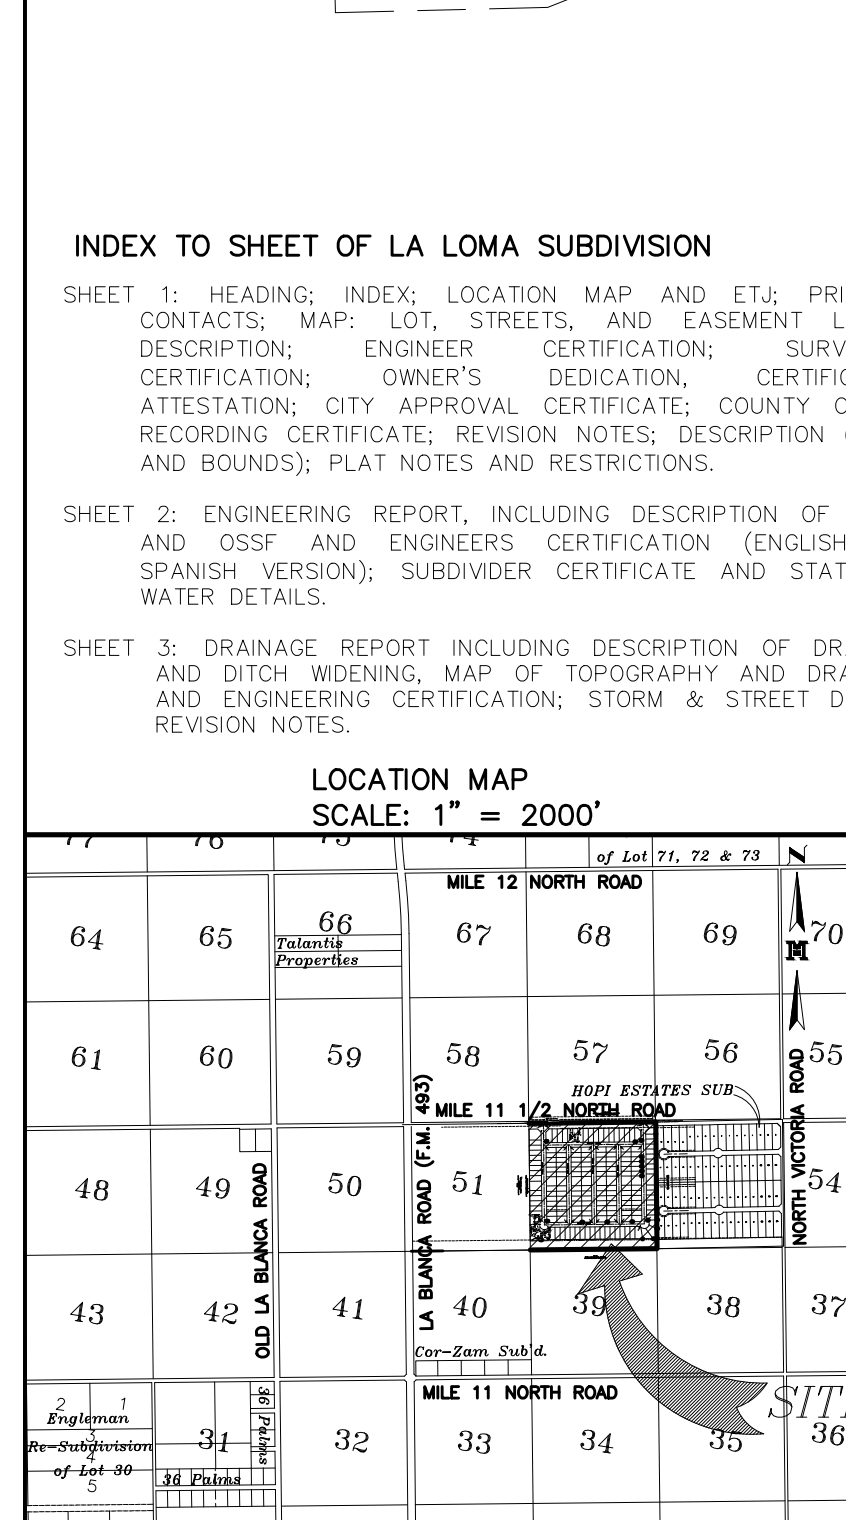 INDEX TO SHEET OF LA LOMA SUBDIVISION
SHEET 1: HEADING; INDEX; LOCATION MAP AND ETJ; PRI
CONTACTS; MAP: LOT, STREETS, AND EASEMENT L
DESCRIPTION; ENGINEER CERTIFICATION; SURV
CERTIFICATION; OWNER'S DEDICATION, CERTIFIC
ATTESTATION; CITY APPROVAL CERTIFICATE; COUNTY C
RECORDING CERTIFICATE; REVISION NOTES; DESCRIPTION (
AND BOUNDS); PLAT NOTES AND RESTRICTIONS.
SHEET 2: ENGINEERING REPORT, INCLUDING DESCRIPTION OF
AND OSSF AND ENGINEERS CERTIFICATION (ENGLISH
SPANISH VERSION); SUBDIVIDER CERTIFICATE AND STAT
WATER DETAILS.
SHEET 3: DRAINAGE REPORT INCLUDING DESCRIPTION OF DRA
AND DITCH WIDENING, MAP OF TOPOGRAPHY AND DRA
AND ENGINEERING CERTIFICATION; STORM & STREET D
REVISION NOTES.
LOCATION MAP
SCALE: 1" = 2000'
of Lot 71, 72 & 73
N
MILE 12 NORTH ROAD
64
65
66
67
68
69
70
Talantis
Properties
61
60
59
58
57
56
55
HOPI ESTATES SUB
MILE 11 1/2 NORTH ROAD
LA BLANCA ROAD (F.M. 493)
NORTH VICTORIA ROAD
OLD LA BLANCA ROAD
48
49
50
51
54
43
42
41
40
39
38
37
Cor-Zam Sub'd.
MILE 11 NORTH ROAD
SIT
2
1
Engleman
3
Re-Subdivision
4
of Lot 30
5
31
36 Palms
36 Palms
32
33
34
35
36